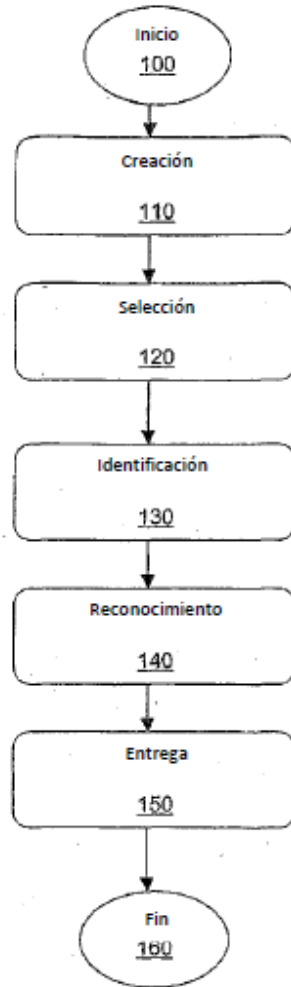 Inicio
100
Creación
110
Selección
120
Identificación
130
Reconocimiento
140
Entrega
150
Fin
160